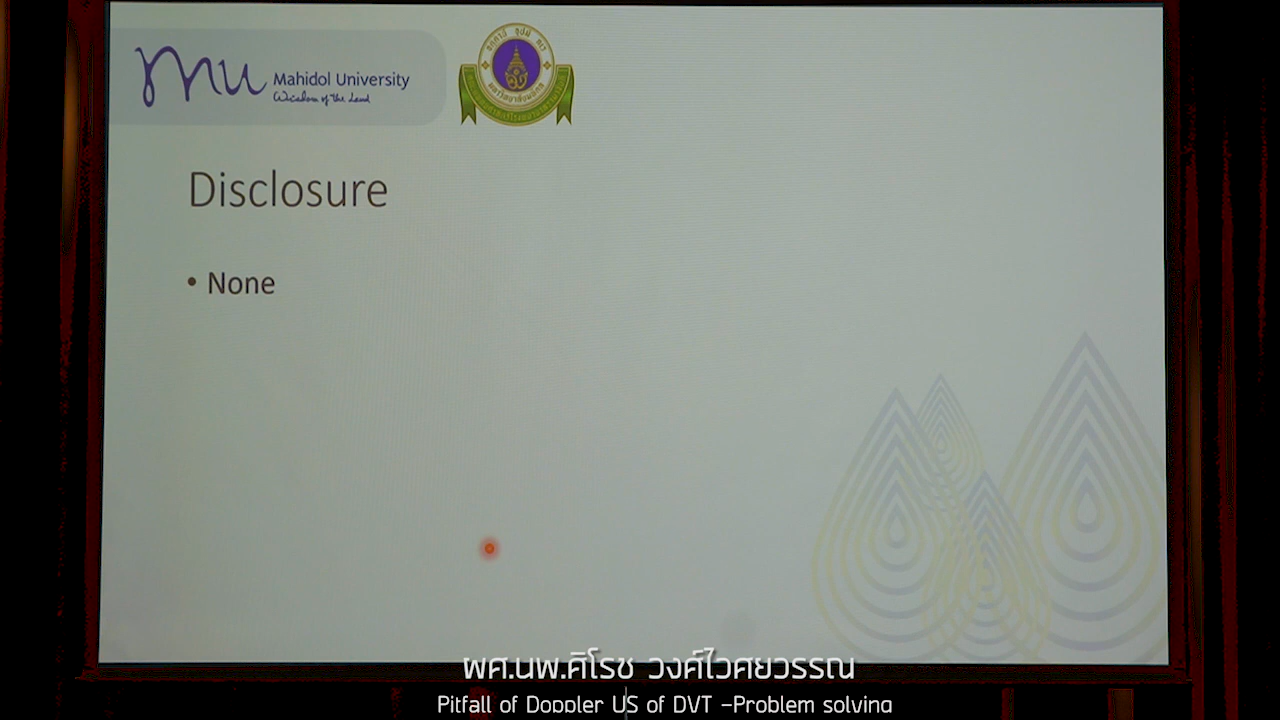 mu Mahidol University
Wisdom of the Land
Disclosure
• None
ผศ.นพ.ศิโรช วงศ์ไวศยวรรณ
Pitfall of Doppler US of DVT -Problem solving